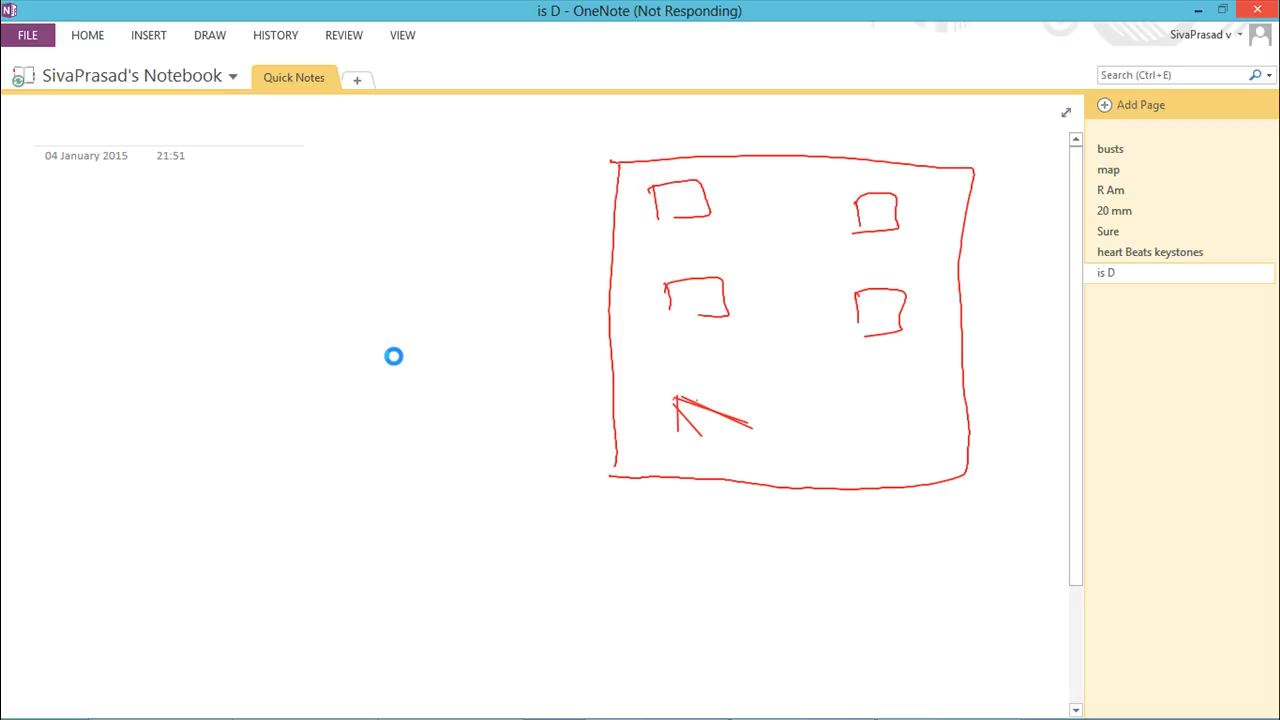 is D - OneNote (Not Responding)
FILE HOME INSERT DRAW HISTORY REVIEW VIEW
SivaPrasad v
SivaPrasad's Notebook
Quick Notes
Search (Ctrl+E)
Add Page
04 January 2015 21:51
busts
map
R Am
20 mm
Sure
heart Beats keystones
is D